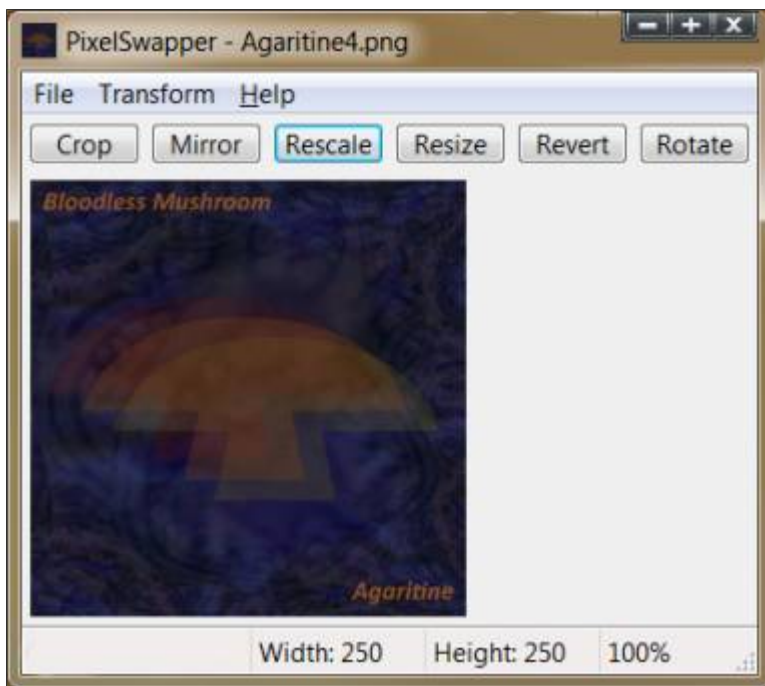 PixelSwapper - Agaritine4.png
File Transform Help
Crop Mirror Rescale Resize Revert Rotate
Bloodless Mushroom
Agaritine
Width: 250 Height: 250 100%